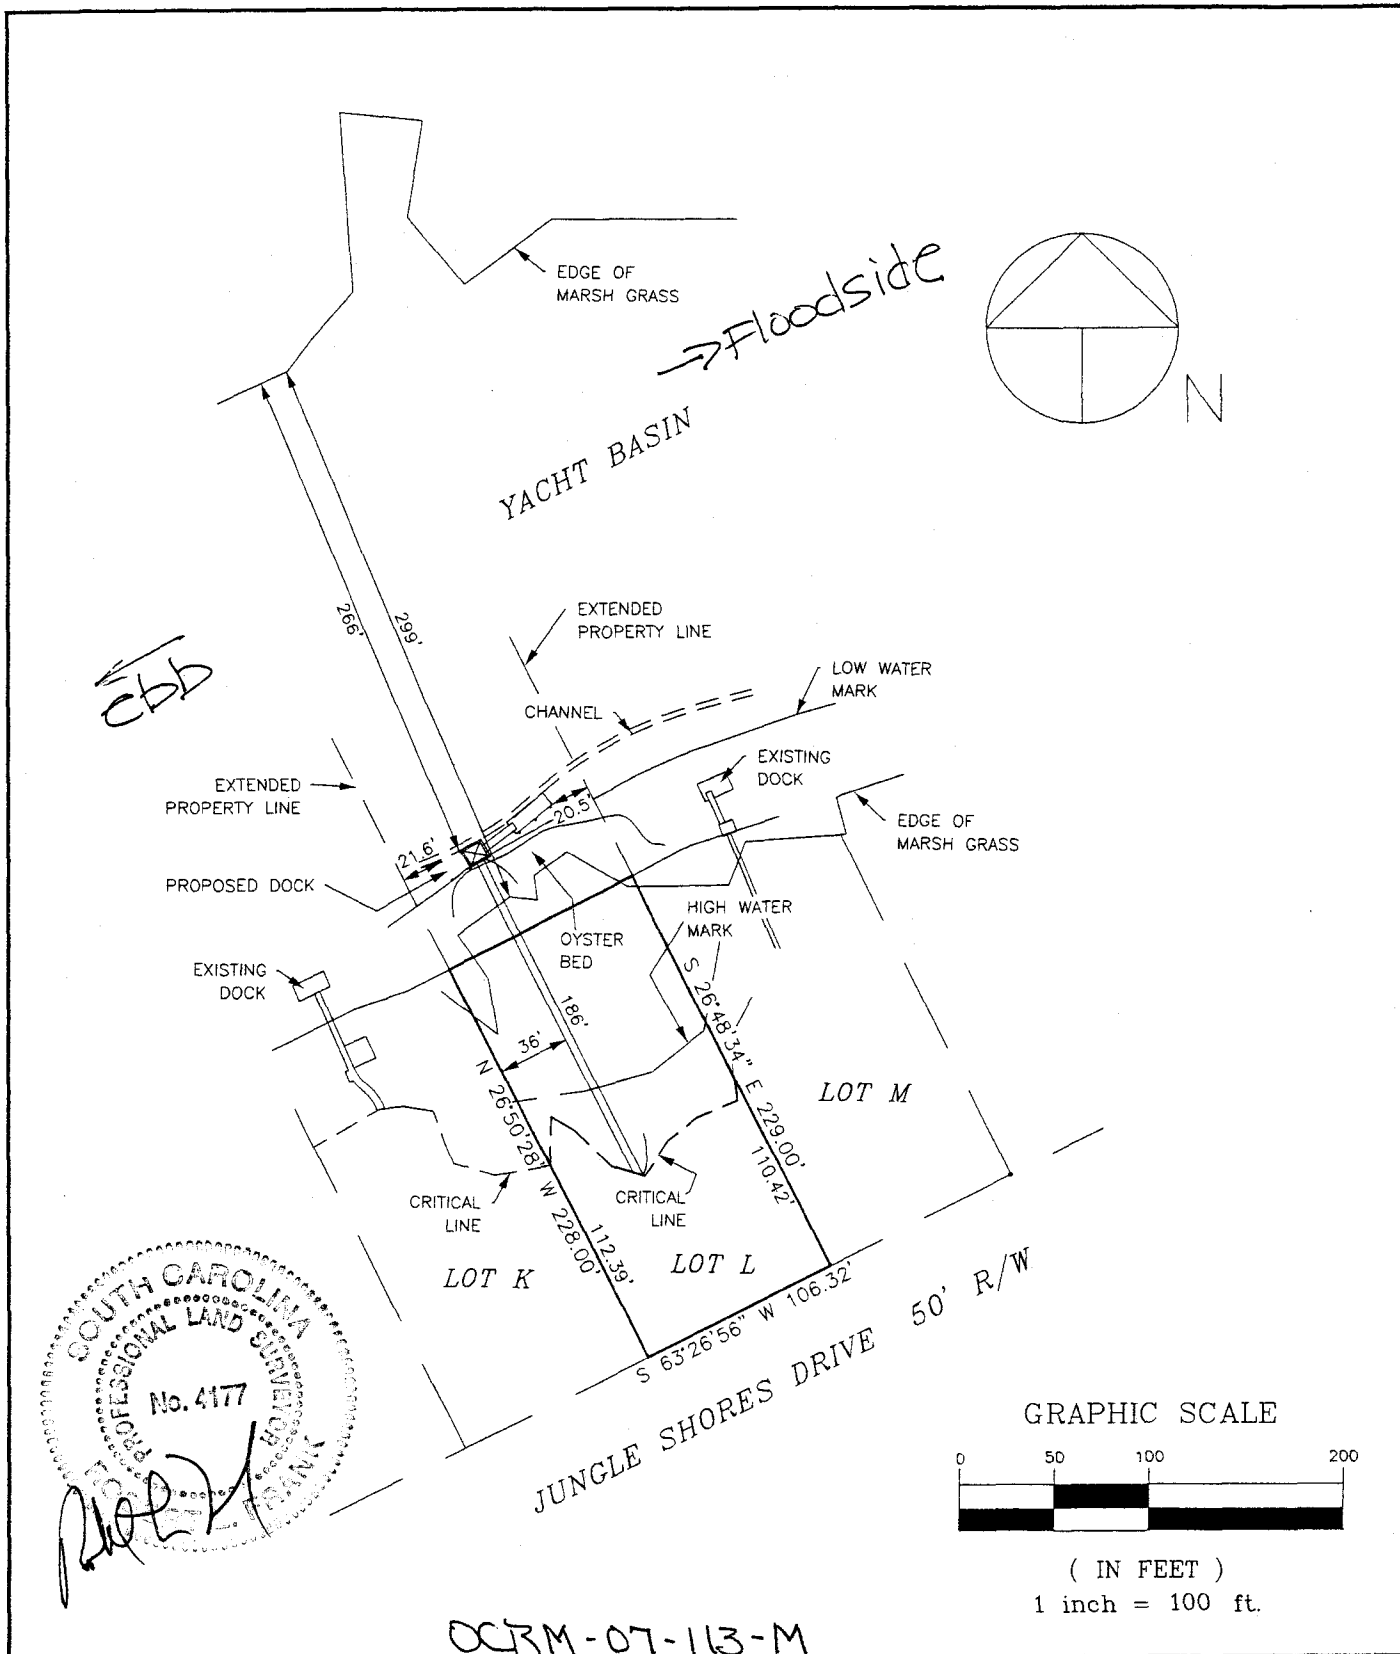 EDGE OF
MARSH GRASS
→Floodside
N
YACHT BASIN
266'
299'
EXTENDED
PROPERTY LINE
LOW WATER
MARK
ebb
CHANNEL
EXISTING
DOCK
EXTENDED
PROPERTY LINE
20.5'
EDGE OF
MARSH GRASS
21.6'
PROPOSED DOCK
HIGH WATER
MARK
OYSTER
BED
EXISTING
DOCK
186'
36'
S 26°48'34" E 229.00'
110.42'
N 26°50'28" W 228.00'
112.39'
LOT M
CRITICAL
LINE
CRITICAL
LINE
LOT K
LOT L
S 63°26'56" W 106.32'
JUNGLE SHORES DRIVE 50' R/W
SOUTH CAROLINA
PROFESSIONAL LAND SURVEYOR
No. 4177
GRAPHIC SCALE
0 50 100 200
( IN FEET )
1 inch = 100 ft.
OCRM-07-113-M